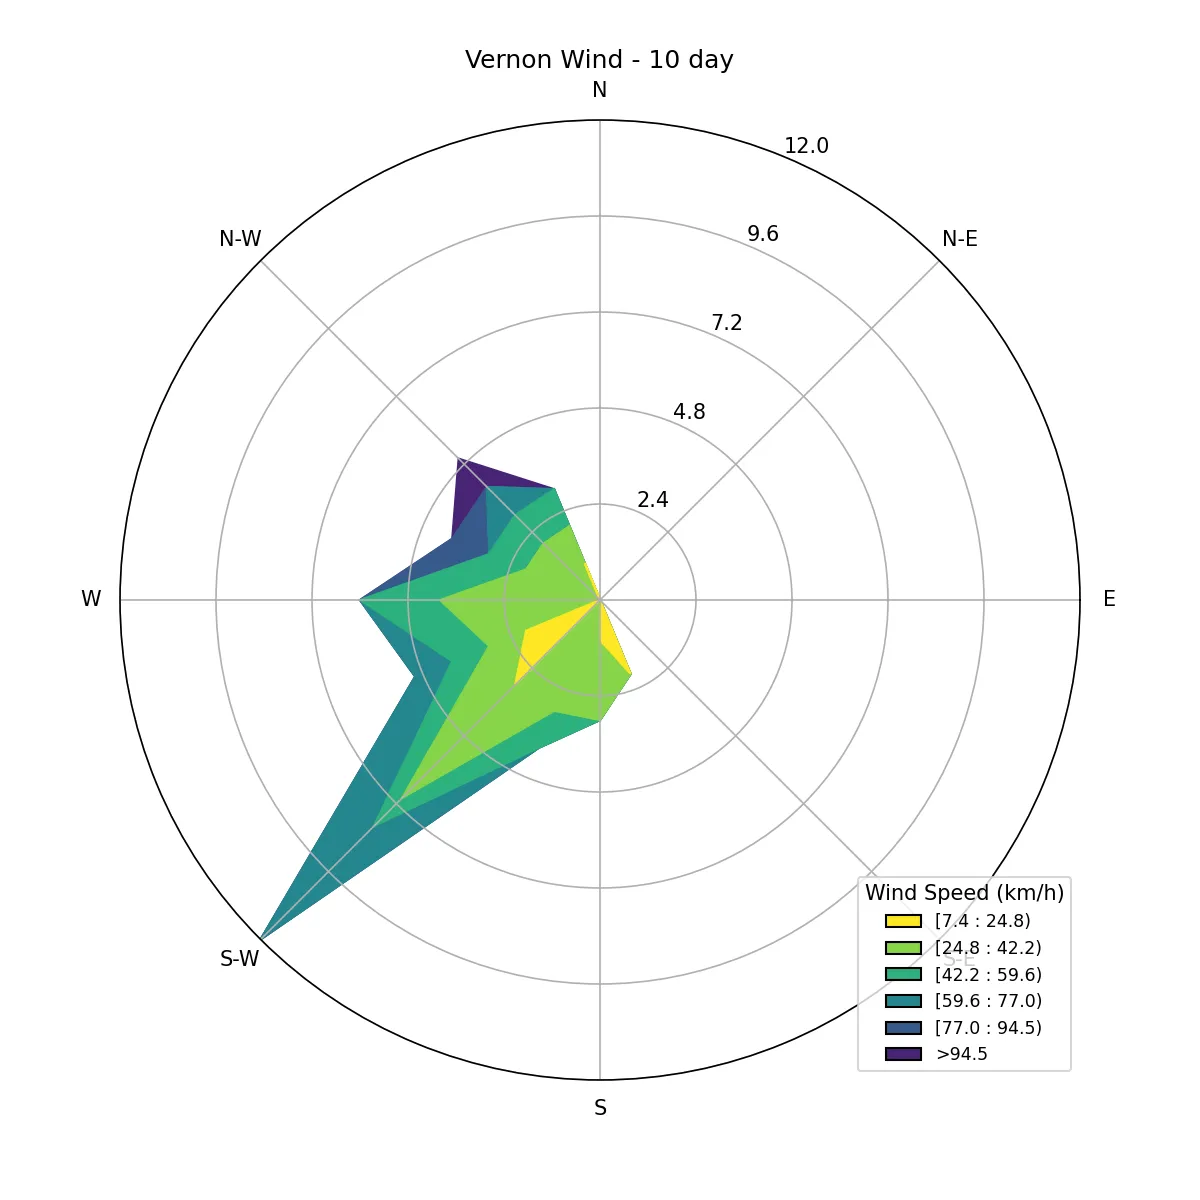 Vernon Wind - 10 day
N
12.0
9.6
N-W
N-E
7.2
4.8
2.4
W
E
S-W
S-E
Wind Speed (km/h)
[7.4 : 24.8)
[24.8 : 42.2)
[42.2 : 59.6)
[59.6 : 77.0)
[77.0 : 94.5)
>94.5
S